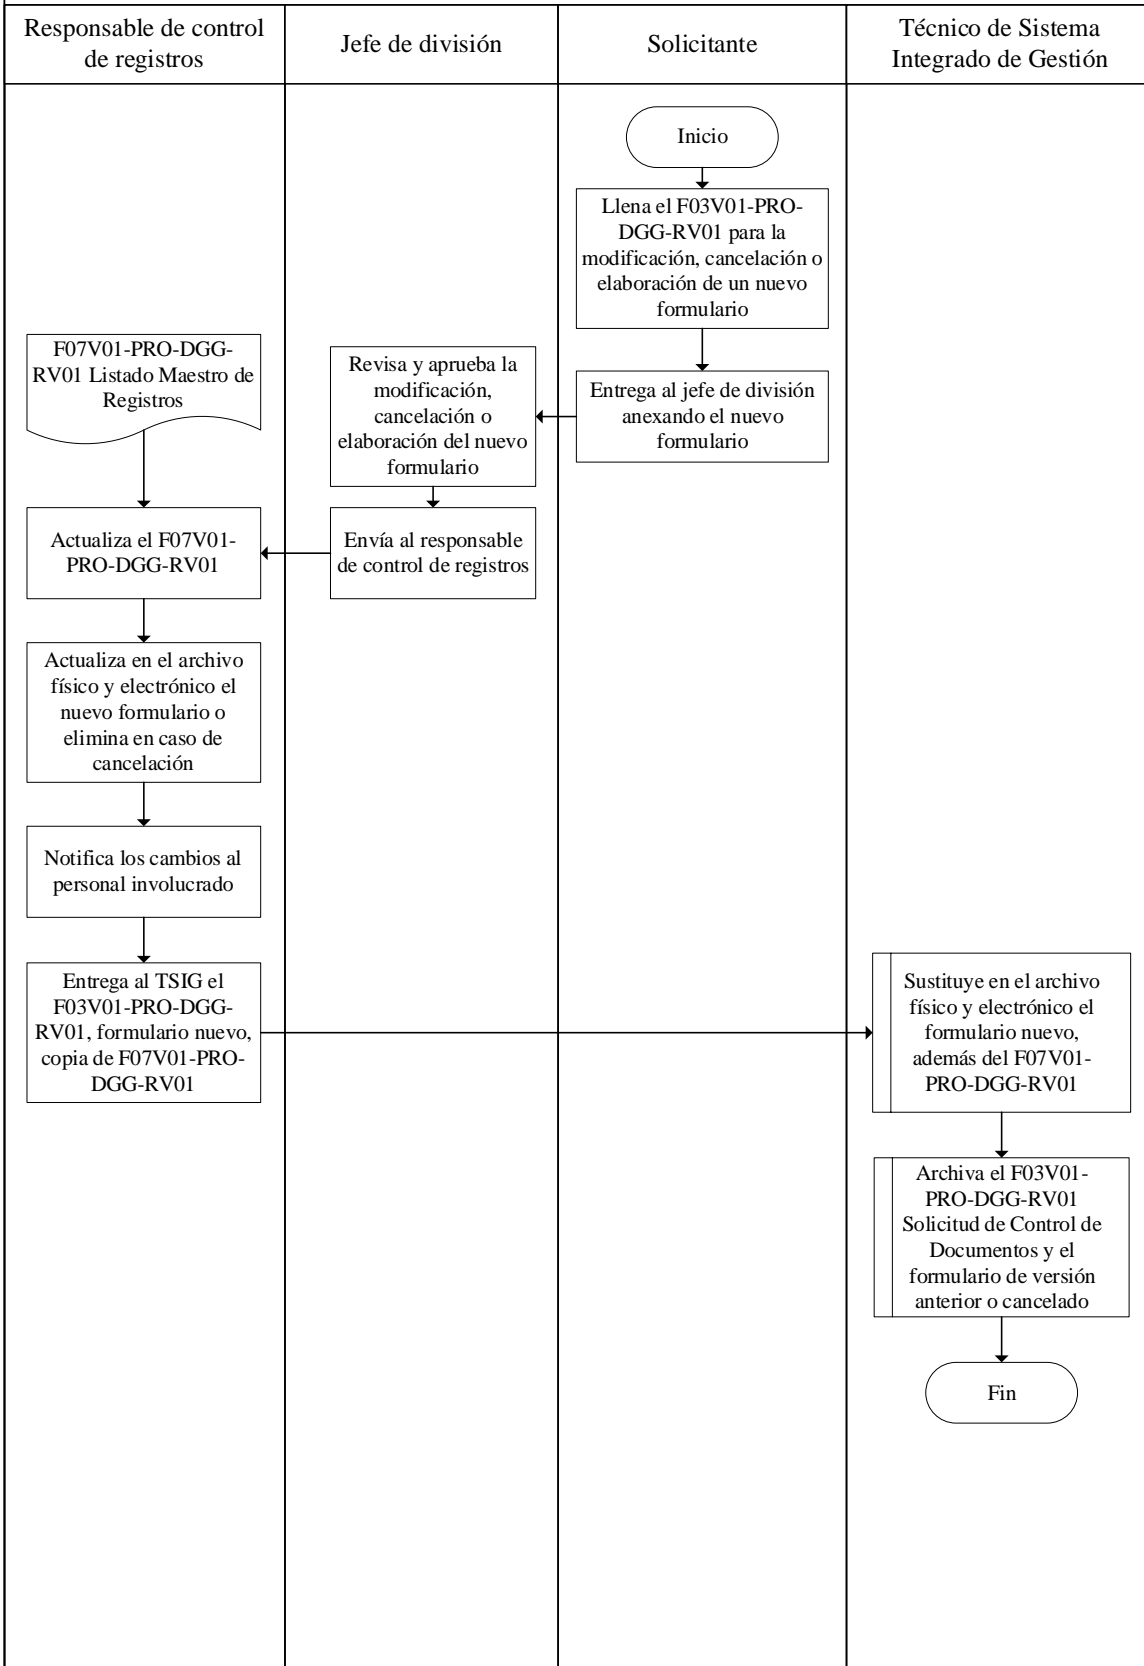 Responsable de control
de registros
Jefe de división
Solicitante
Técnico de Sistema
Integrado de Gestión
Inicio
Llena el F03V01-PRO-
DGG-RV01 para la
modificación, cancelación o
elaboración de un nuevo
formulario
Entrega al jefe de división
anexando el nuevo
formulario
Revisa y aprueba la
modificación,
cancelación o
elaboración del nuevo
formulario
Envía al responsable
de control de registros
F07V01-PRO-DGG-
RV01 Listado Maestro de
Registros
Actualiza el F07V01-
PRO-DGG-RV01
Actualiza en el archivo
físico y electrónico el
nuevo formulario o
elimina en caso de
cancelación
Notifica los cambios al
personal involucrado
Entrega al TSIG el
F03V01-PRO-DGG-
RV01, formulario nuevo,
copia de F07V01-PRO-
DGG-RV01
Sustituye en el archivo
físico y electrónico el
formulario nuevo,
además del F07V01-
PRO-DGG-RV01
Archiva el F03V01-
PRO-DGG-RV01
Solicitud de Control de
Documentos y el
formulario de versión
anterior o cancelado
Fin